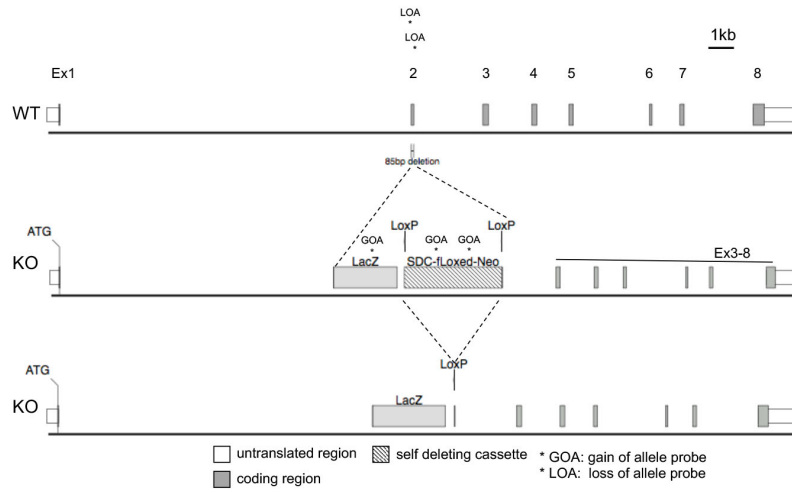 LOA
*
LOA
*
1kb
Ex1 2 3 4 5 6 7 8
WT
85bp deletion
ATG
LoxP LoxP
GOA GOA GOA
* * *
LacZ SDC-fLoxed-Neo
Ex3-8
KO
LoxP
ATG
LacZ
KO
untranslated region
self deleting cassette
* GOA: gain of allele probe
coding region
* LOA: loss of allele probe